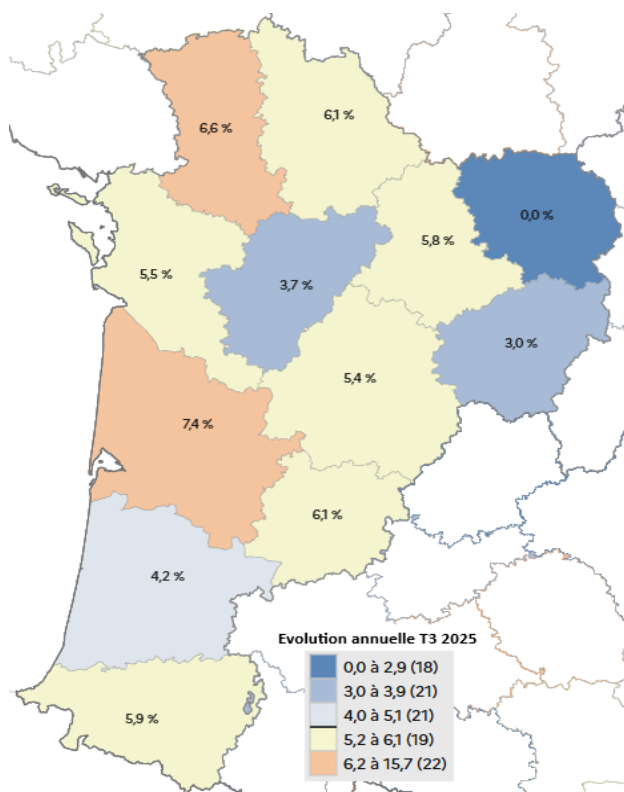 6,6 %
6,1 %
0,0 %
5,8 %
5,5 %
3,7 %
3,0 %
5,4 %
7,4 %
6,1 %
4,2 %
5,9 %
Evolution annuelle T3 2025
0,0 à 2,9 (18)
3,0 à 3,9 (21)
4,0 à 5,1 (21)
5,2 à 6,1 (19)
6,2 à 15,7 (22)